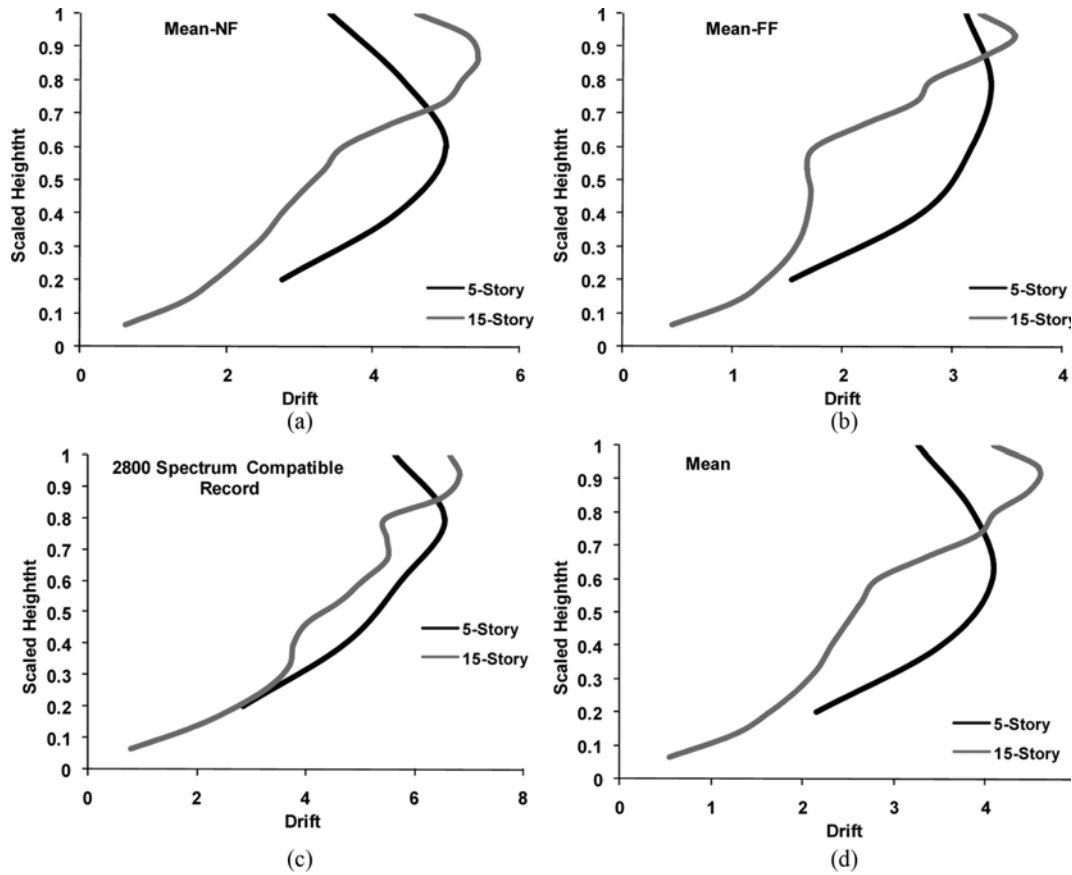 Mean-NF
1
0.9
0.8
0.7
0.6
0.5
0.4
0.3
0.2
0.1
0
Scaled Heightht
5-Story
15-Story
0 2 4 6
Drift
(a)
Mean-FF
1
0.9
0.8
0.7
0.6
0.5
0.4
0.3
0.2
0.1
0
Scaled Heightht
5-Story
15-Story
0 1 2 3 4
Drift
(b)
2800 Spectrum Compatible
Record
1
0.9
0.8
0.7
0.6
0.5
0.4
0.3
0.2
0.1
0
Scaled Heightht
5-Story
15-Story
0 2 4 6 8
Drift
(c)
Mean
1
0.9
0.8
0.7
0.6
0.5
0.4
0.3
0.2
0.1
0
Scaled Heightht
5-Story
15-Story
0 1 2 3 4
Drift
(d)